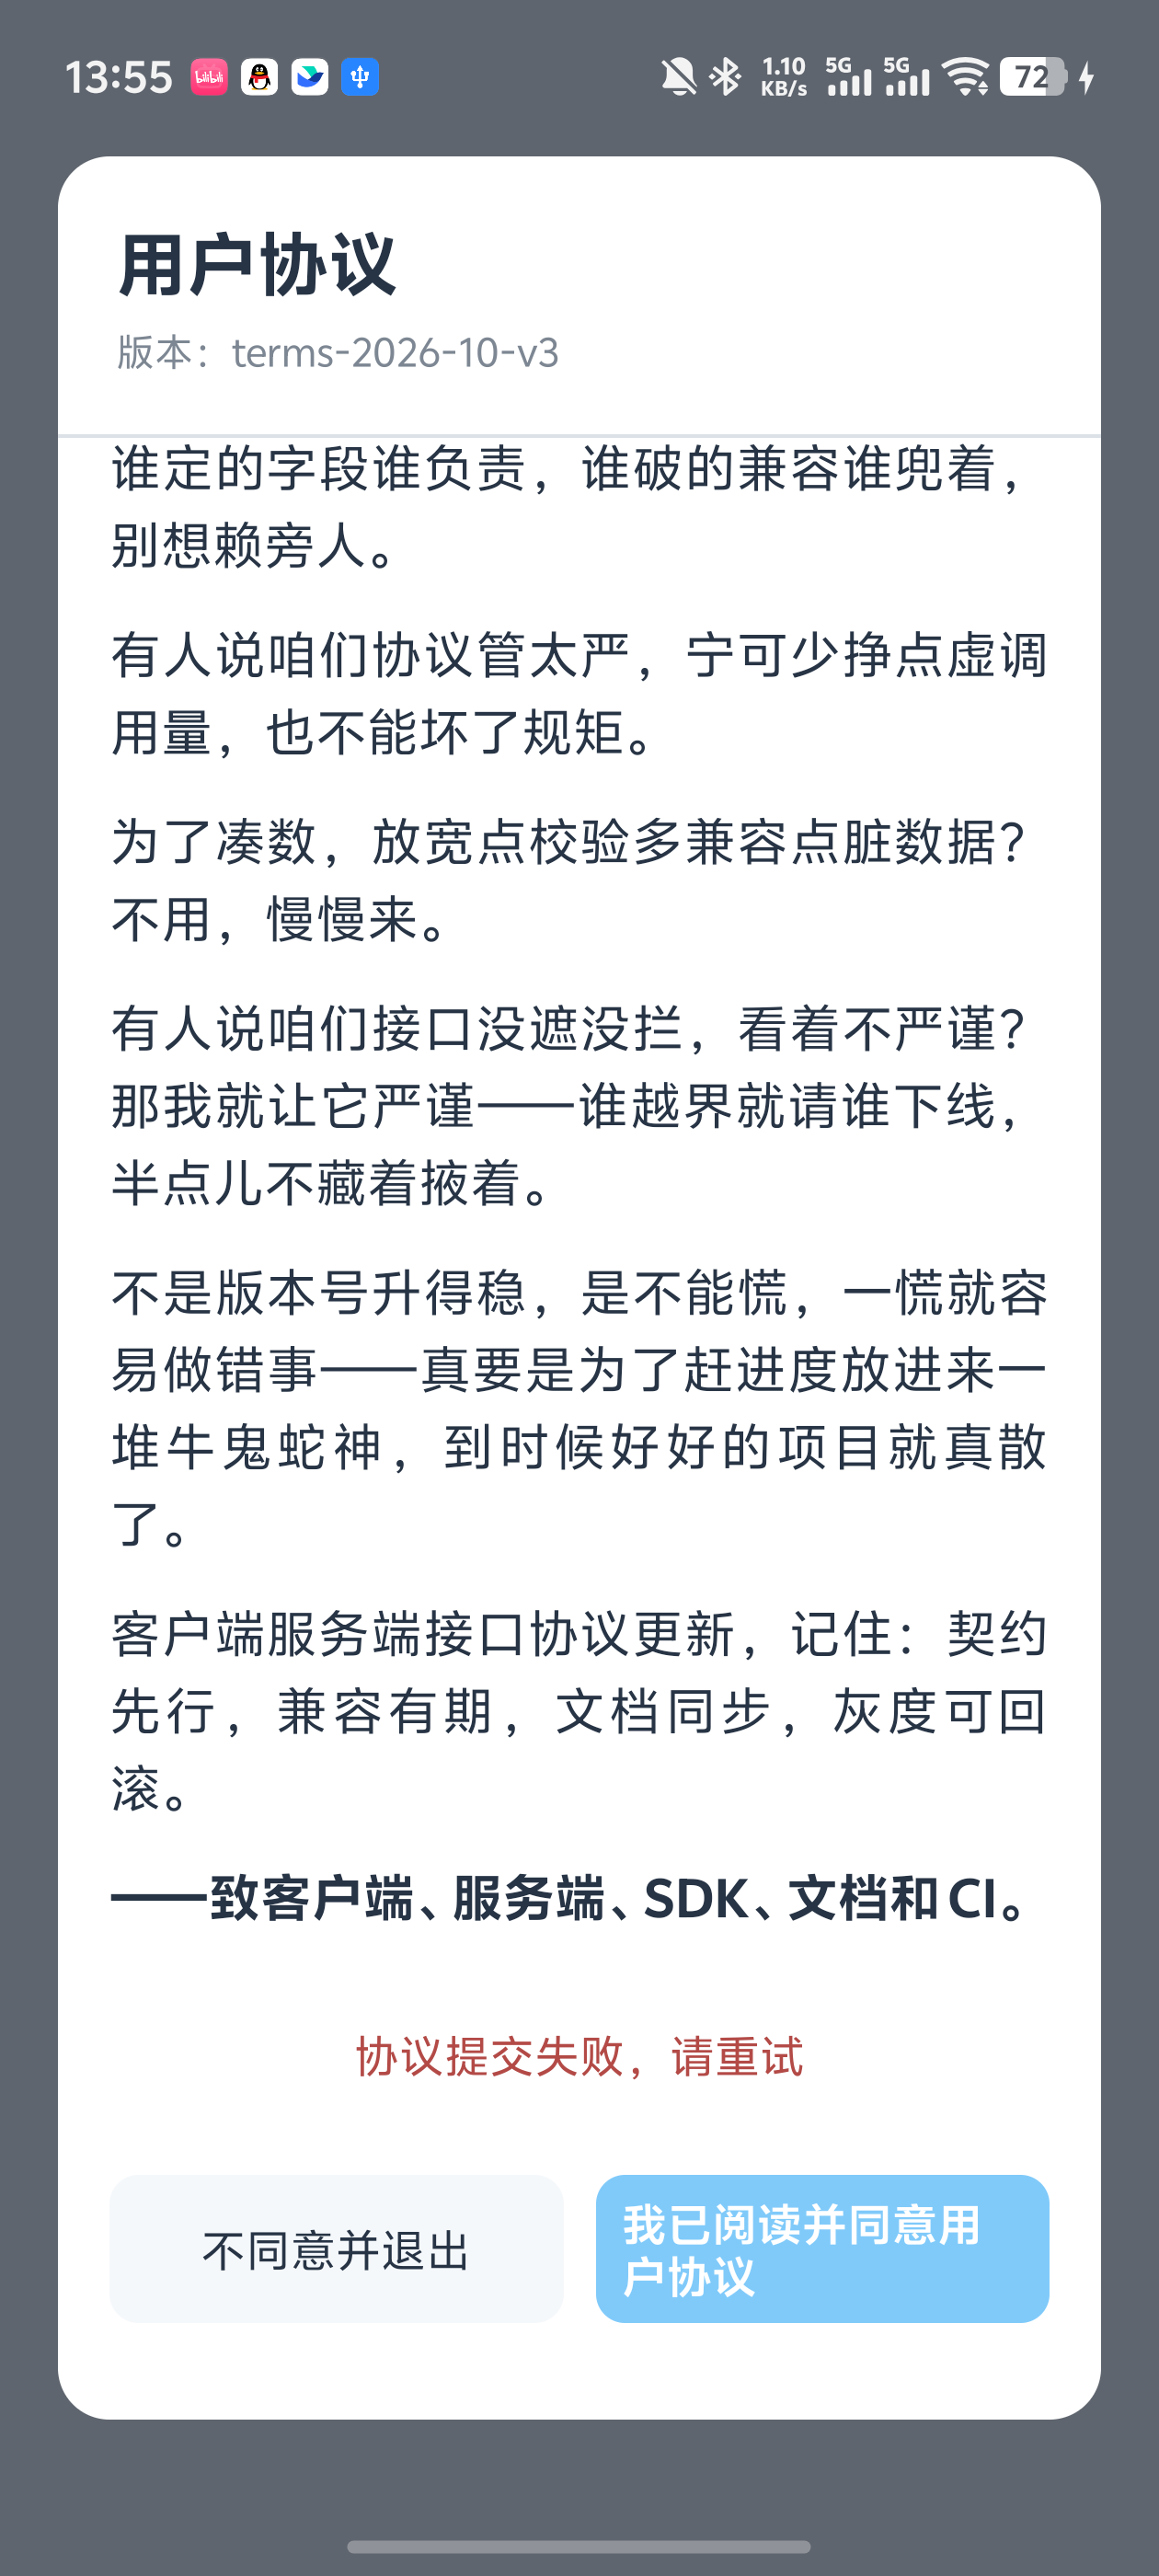 13:55
bilibili
1.10 KB/s
5G 5G
72
用户协议
版本：terms-2026-10-v3
谁定的字段谁负责，谁破的兼容谁兜着，
别想赖旁人。
有人说咱们协议管太严，宁可少挣点虚调
用量，也不能坏了规矩。
为了凑数，放宽点校验多兼容点脏数据？
不用，慢慢来。
有人说咱们接口没遮没拦，看着不严谨？
那我就让它严谨——谁越界就请谁下线，
半点儿不藏着掖着。
不是版本号升得稳，是不能慌，一慌就容
易做错事——真要是为了赶进度放进来一
堆牛鬼蛇神，到时候好好的项目就真散
了。
客户端服务端接口协议更新，记住：契约
先行，兼容有期，文档同步，灰度可回
滚。
——致客户端、服务端、SDK、文档和CI。
协议提交失败，请重试
不同意并退出
我已阅读并同意用
户协议